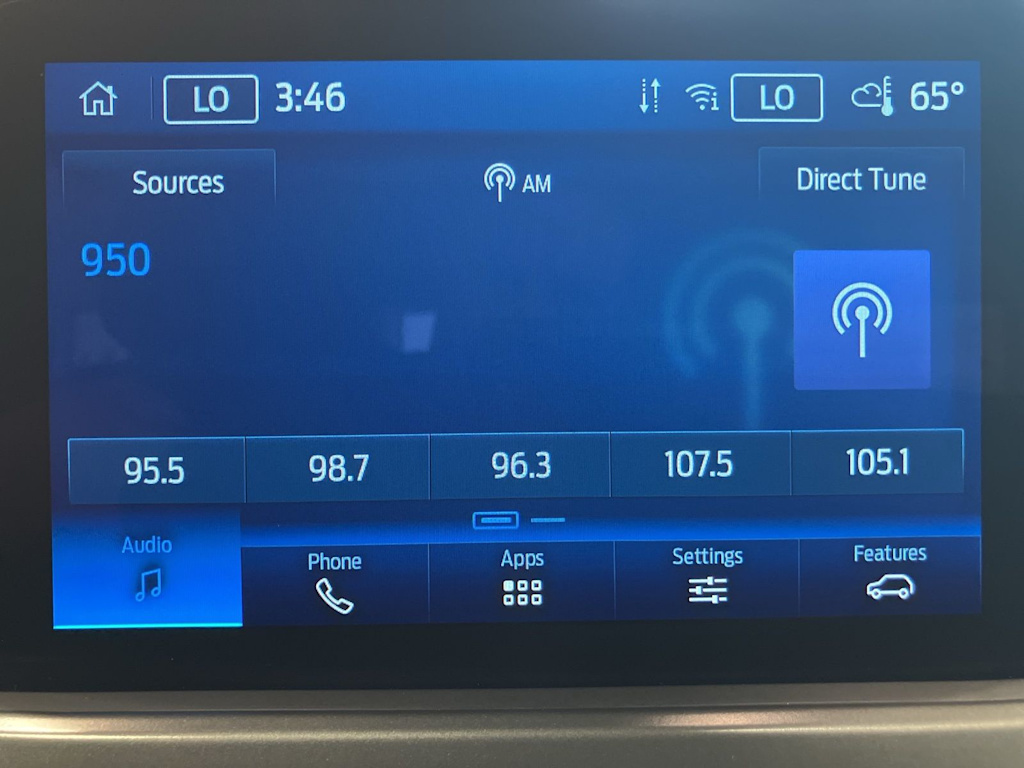 LO 3:46 LO 65°
Sources AM Direct Tune
950
95.5 98.7 96.3 107.5 105.1
Audio Phone Apps Settings Features